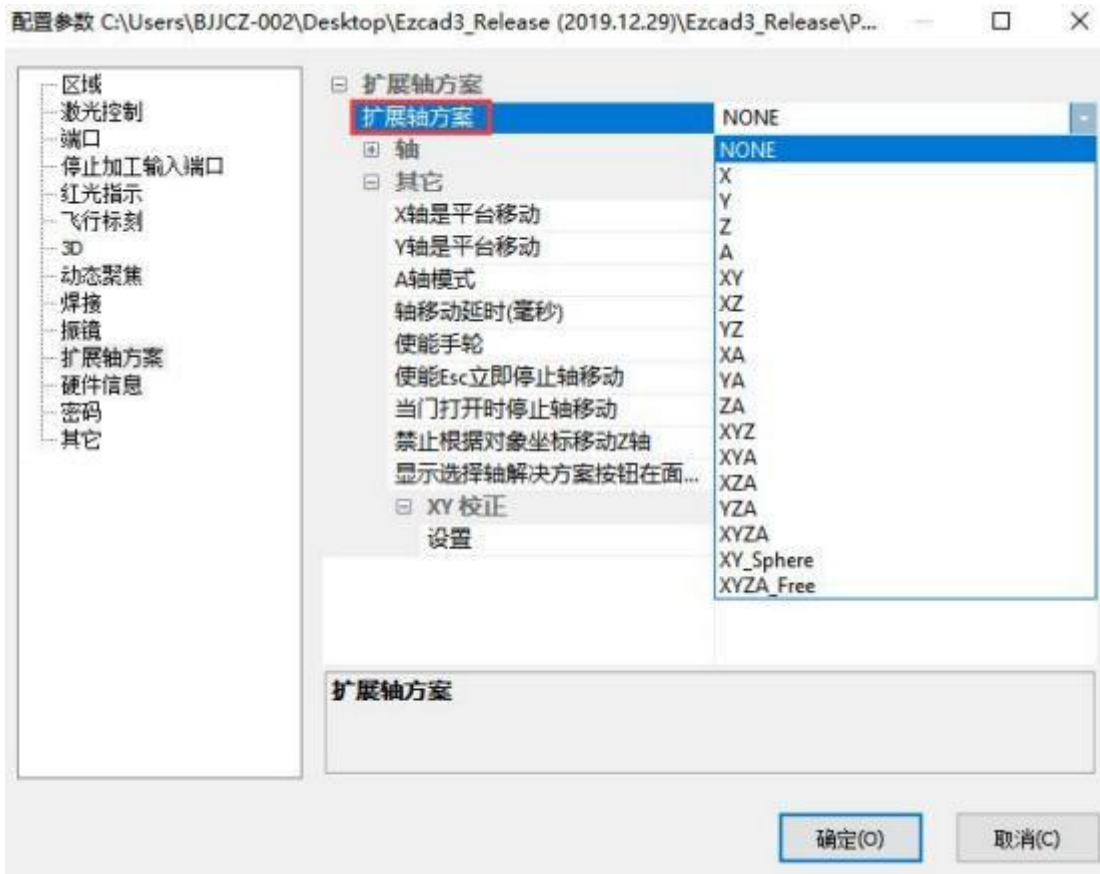 配置参数 C:\Users\BJJCZ-002\Desktop\Ezcad3_Release (2019.12.29)\Ezcad3_Release\P...
区域
激光控制
端口
停止加工输入端口
红光指示
飞行标刻
3D
动态聚焦
焊接
振镜
扩展轴方案
硬件信息
密码
其它
扩展轴方案
扩展轴方案 NONE
轴
其它
X轴是平台移动
Y轴是平台移动
A轴模式
轴移动延时(毫秒)
使能手轮
使能Esc立即停止轴移动
当门打开时停止轴移动
禁止根据对象坐标移动Z轴
显示选择轴解决方案按钮在面...
XY 校正
设置
NONE
X
Y
Z
A
XY
XZ
YZ
XA
YA
ZA
XYZ
XYA
XZA
YZA
XYZA
XY_Sphere
XYZA_Free
扩展轴方案
确定(O)
取消(C)